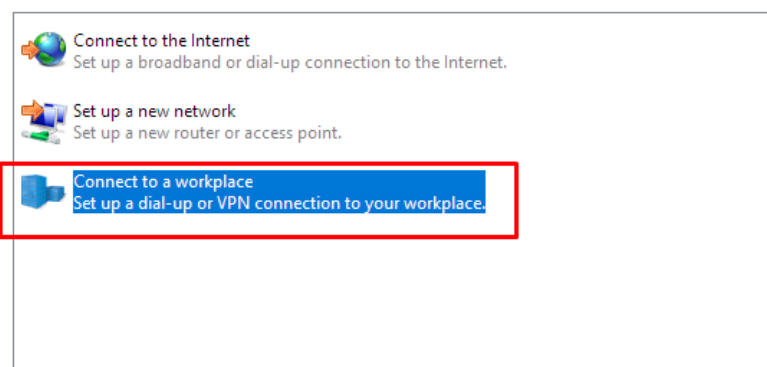 Connect to the Internet
Set up a broadband or dial-up connection to the Internet.
Set up a new network
Set up a new router or access point.
Connect to a workplace
Set up a dial-up or VPN connection to your workplace.